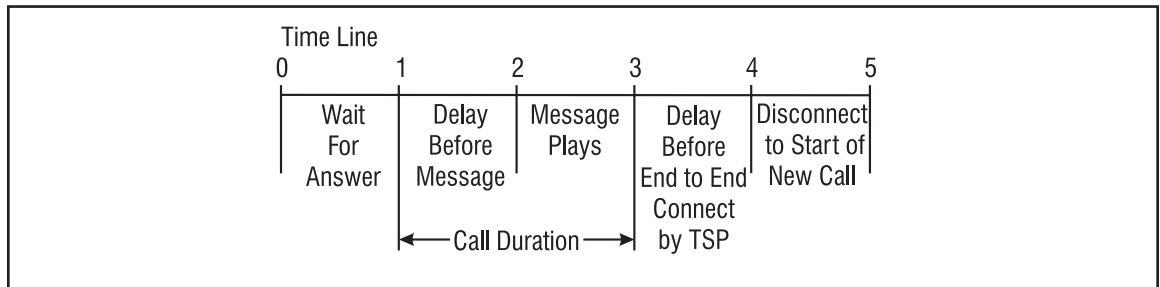 Time Line
0 1 2 3 4 5
Wait
For
Answer
Delay
Before
Message
Message
Plays
Delay
Before
End to End
Connect
by TSP
Disconnect
to Start of
New Call
Call Duration